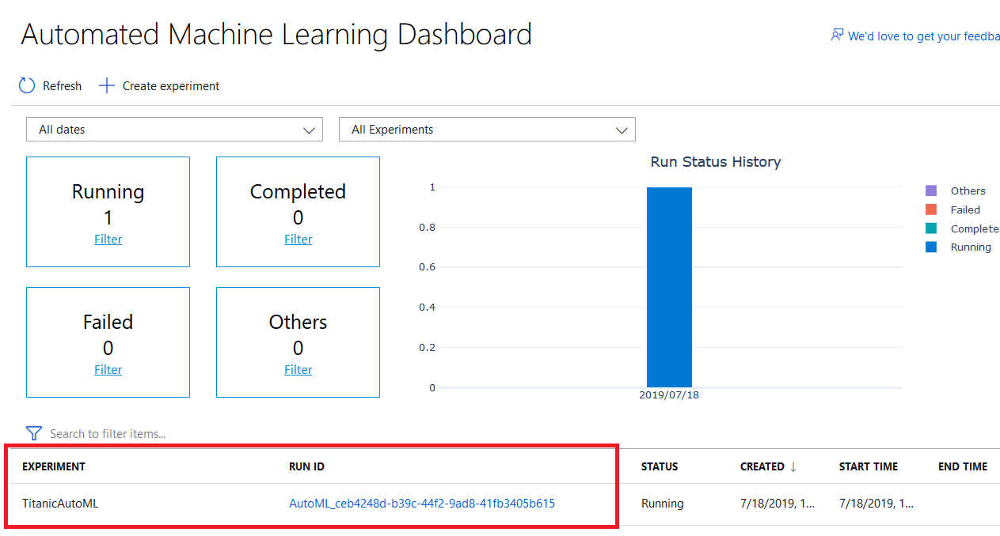 Automated Machine Learning Dashboard
We'd love to get your feedba
Refresh Create experiment
All dates All Experiments
Running
1
Filter
Completed
0
Filter
Failed
0
Filter
Others
0
Filter
Run Status History
1
0.8
0.6
0.4
0.2
0
2019/07/18
Others
Failed
Complete
Running
Search to filter items...
EXPERIMENT RUN ID STATUS CREATED ↓ START TIME END TIME
TitanicAutoML AutoML_ceb4248d-b39c-44f2-9ad8-41fb3405b615 Running 7/18/2019, 1... 7/18/2019, 1...